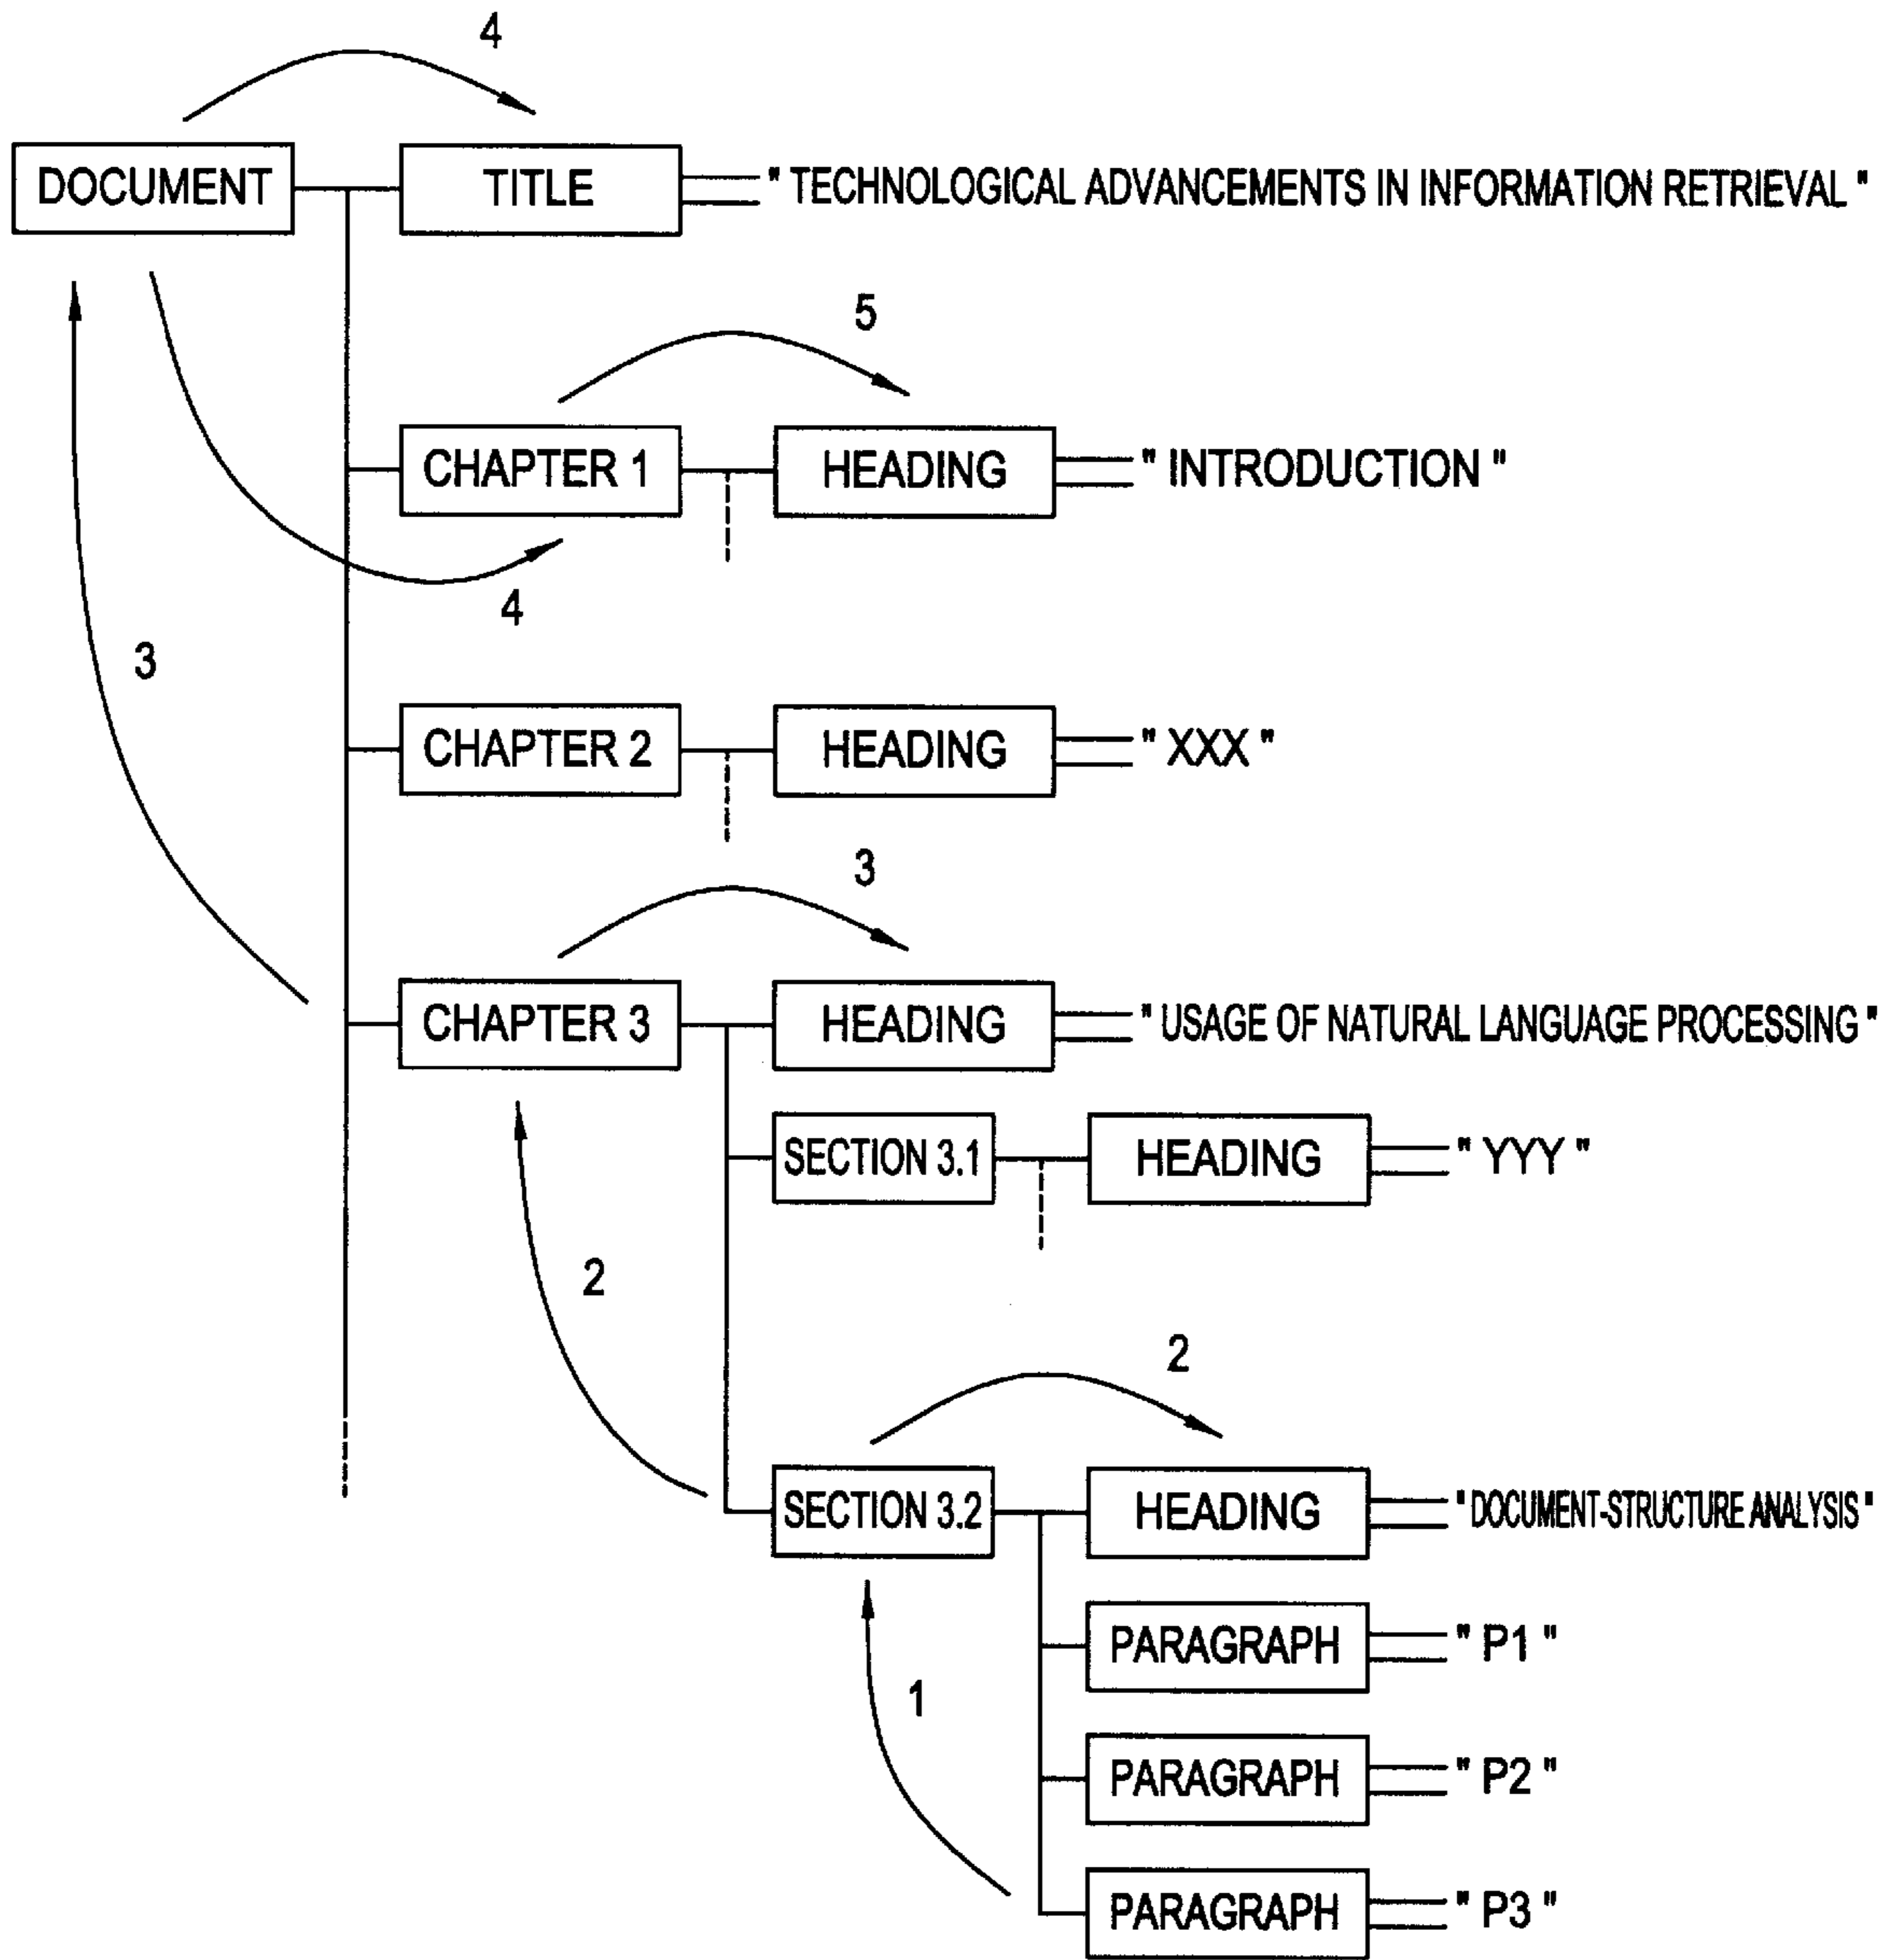 4
DOCUMENT TITLE " TECHNOLOGICAL ADVANCEMENTS IN INFORMATION RETRIEVAL "
5
CHAPTER 1 HEADING " INTRODUCTION "
4
3
CHAPTER 2 HEADING " XXX "
3
CHAPTER 3 HEADING " USAGE OF NATURAL LANGUAGE PROCESSING "
SECTION 3.1 HEADING " YYY "
2
2
SECTION 3.2 HEADING " DOCUMENT-STRUCTURE ANALYSIS "
PARAGRAPH " P1 "
1
PARAGRAPH " P2 "
PARAGRAPH " P3 "